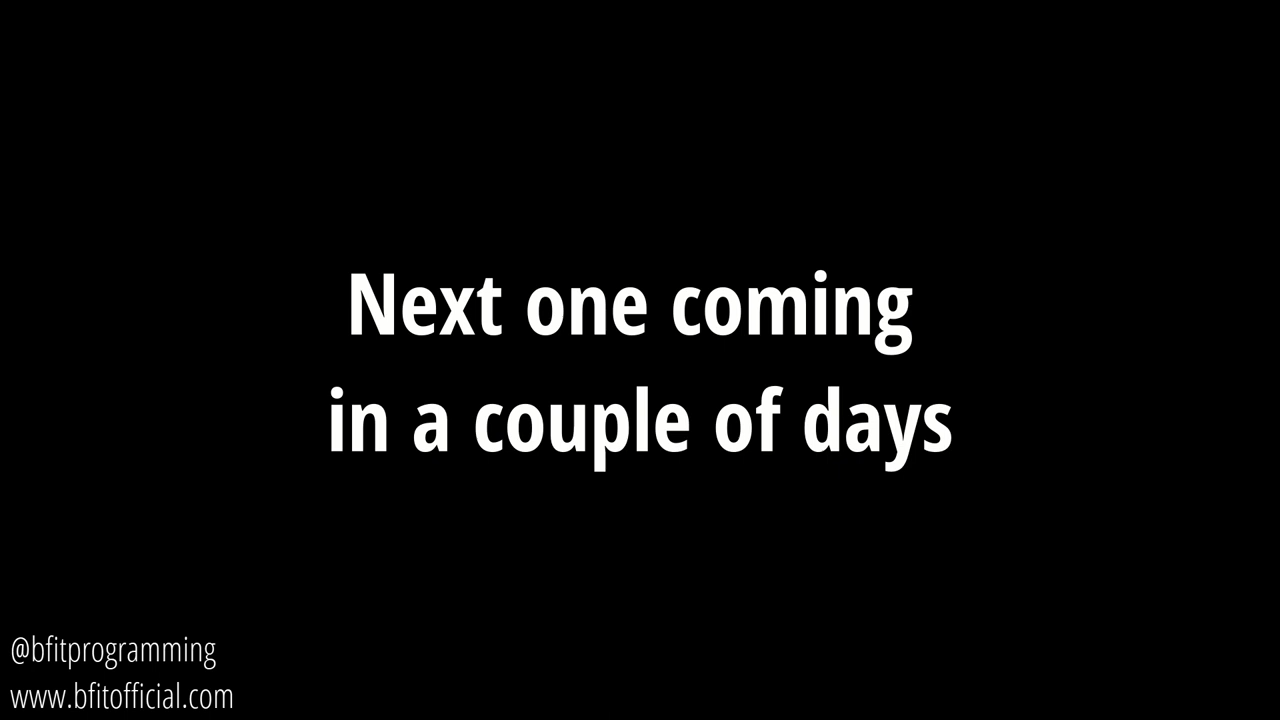 Next one coming
in a couple of days
@bfitprogramming
www.bfitofficial.com